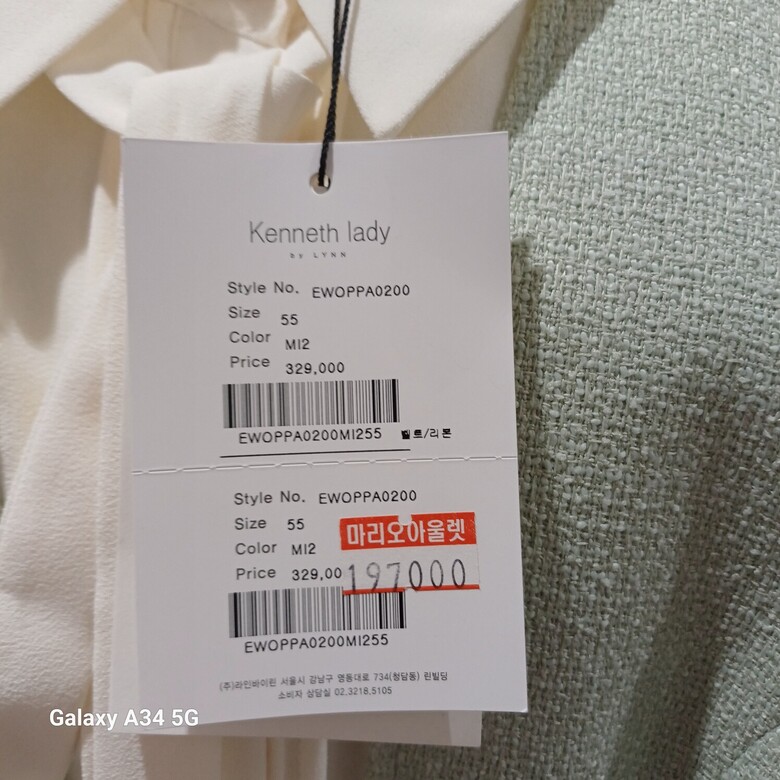 Kenneth lady
by LYNN
Style No. EWOPPA0200
Size 55
Color MI2
Price 329,000
EWOPPA0200MI255 벨트/리본
Style No. EWOPPA0200
Size 55
마리오아울렛
Color MI2
Price 329,00
197000
EWOPPA0200MI255
(주)라인바이린 서울시 강남구 영동대로 734(청담동) 린빌딩
소비자 상담실 02.3218.5105
Galaxy A34 5G